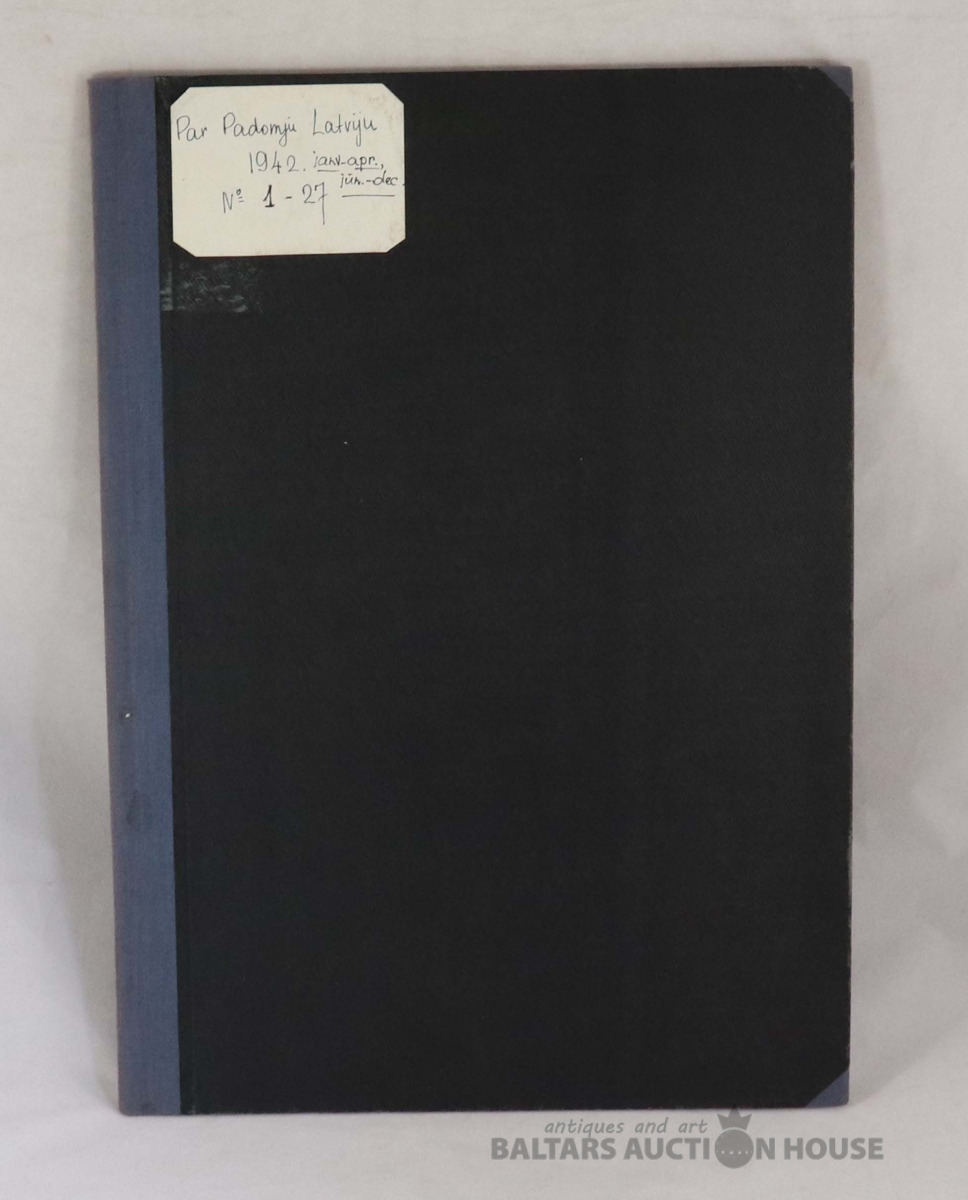 Par Padomju Latviju
1942. janv.-apr.,
jūn.-dec.
Nº 1 - 27
antiques and art
BALTARS AUCTION HOUSE